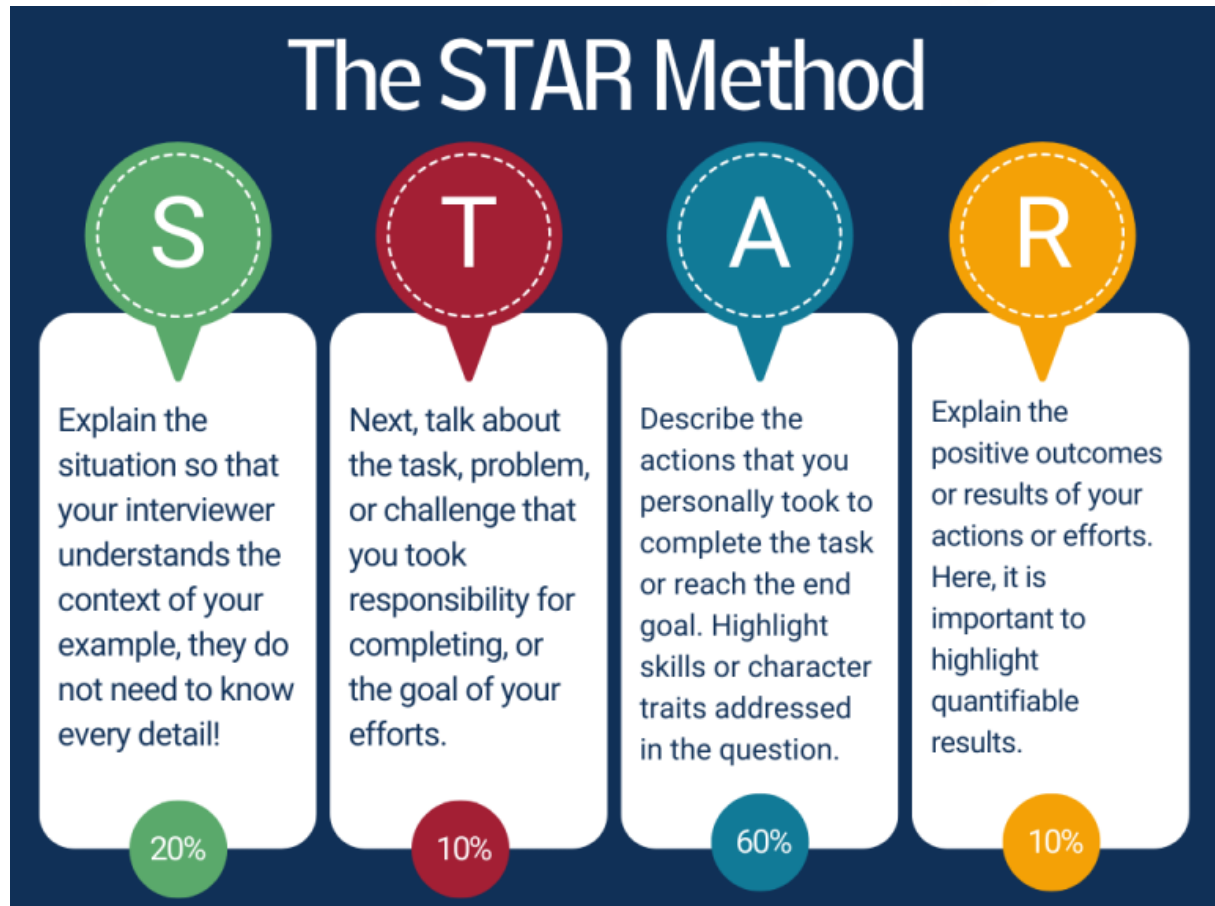 The STAR Method
S
Explain the
situation so that
your interviewer
understands the
context of your
example, they do
not need to know
every detail!
20%
T
Next, talk about
the task, problem,
or challenge that
you took
responsibility for
completing, or
the goal of your
efforts.
10%
A
Describe the
actions that you
personally took to
complete the task
or reach the end
goal. Highlight
skills or character
traits addressed
in the question.
60%
R
Explain the
positive outcomes
or results of your
actions or efforts.
Here, it is
important to
highlight
quantifiable
results.
10%